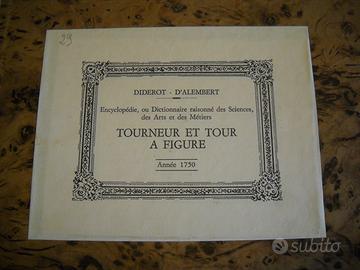 29
DIDEROT - D'ALEMBERT
Encyclopédie, ou Dictionnaire raisonné des Sciences,
des Arts et des Métiers
TOURNEUR ET TOUR
A FIGURE
Année 1750
subito